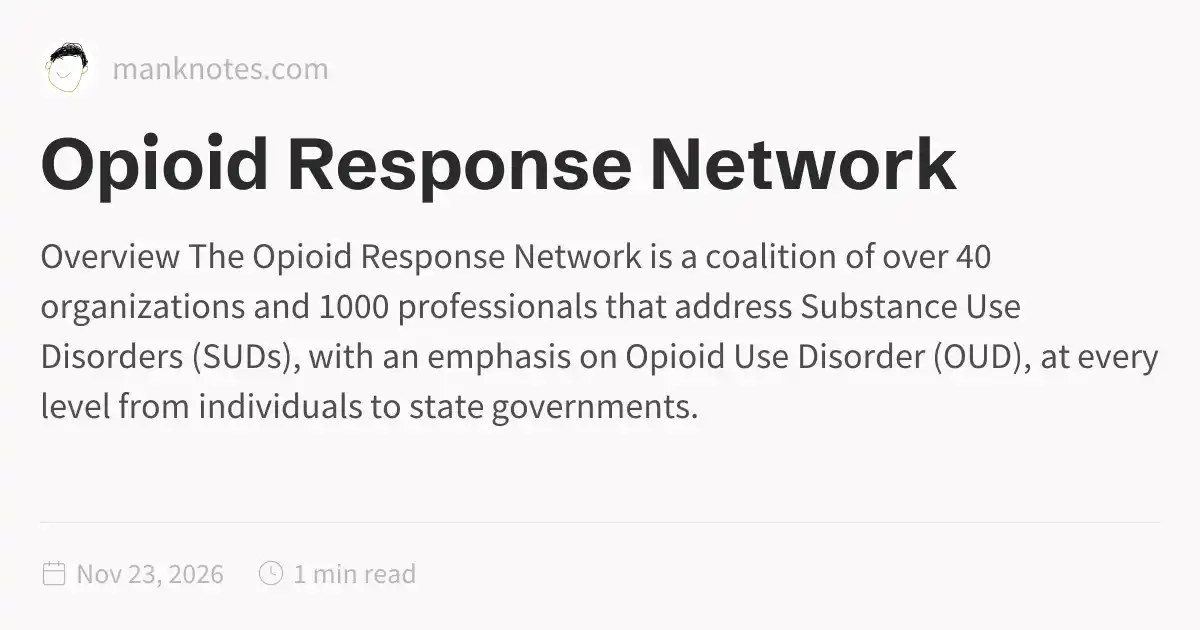 manknotes.com
Opioid Response Network
Overview The Opioid Response Network is a coalition of over 40
organizations and 1000 professionals that address Substance Use
Disorders (SUDs), with an emphasis on Opioid Use Disorder (OUD), at every
level from individuals to state governments.
Nov 23, 2026 1 min read